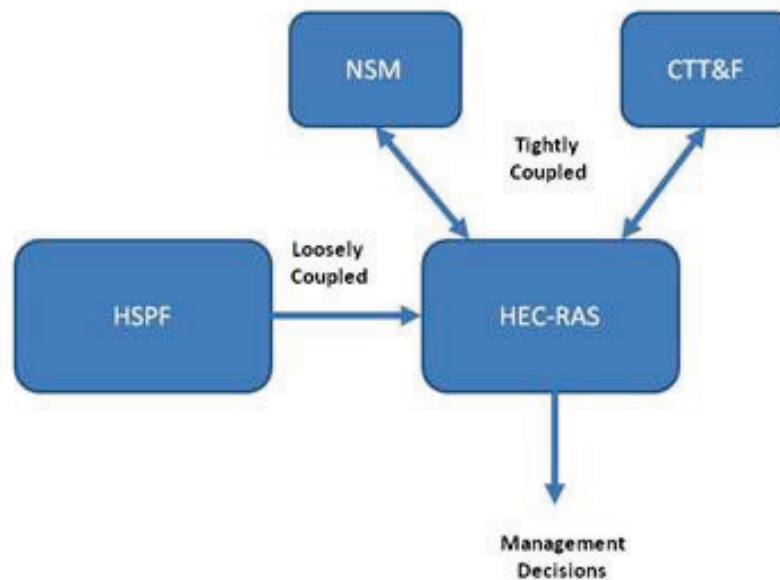 NSM
CTT&F
Tightly
Coupled
Loosely
Coupled
HSPF
HEC-RAS
Management
Decisions